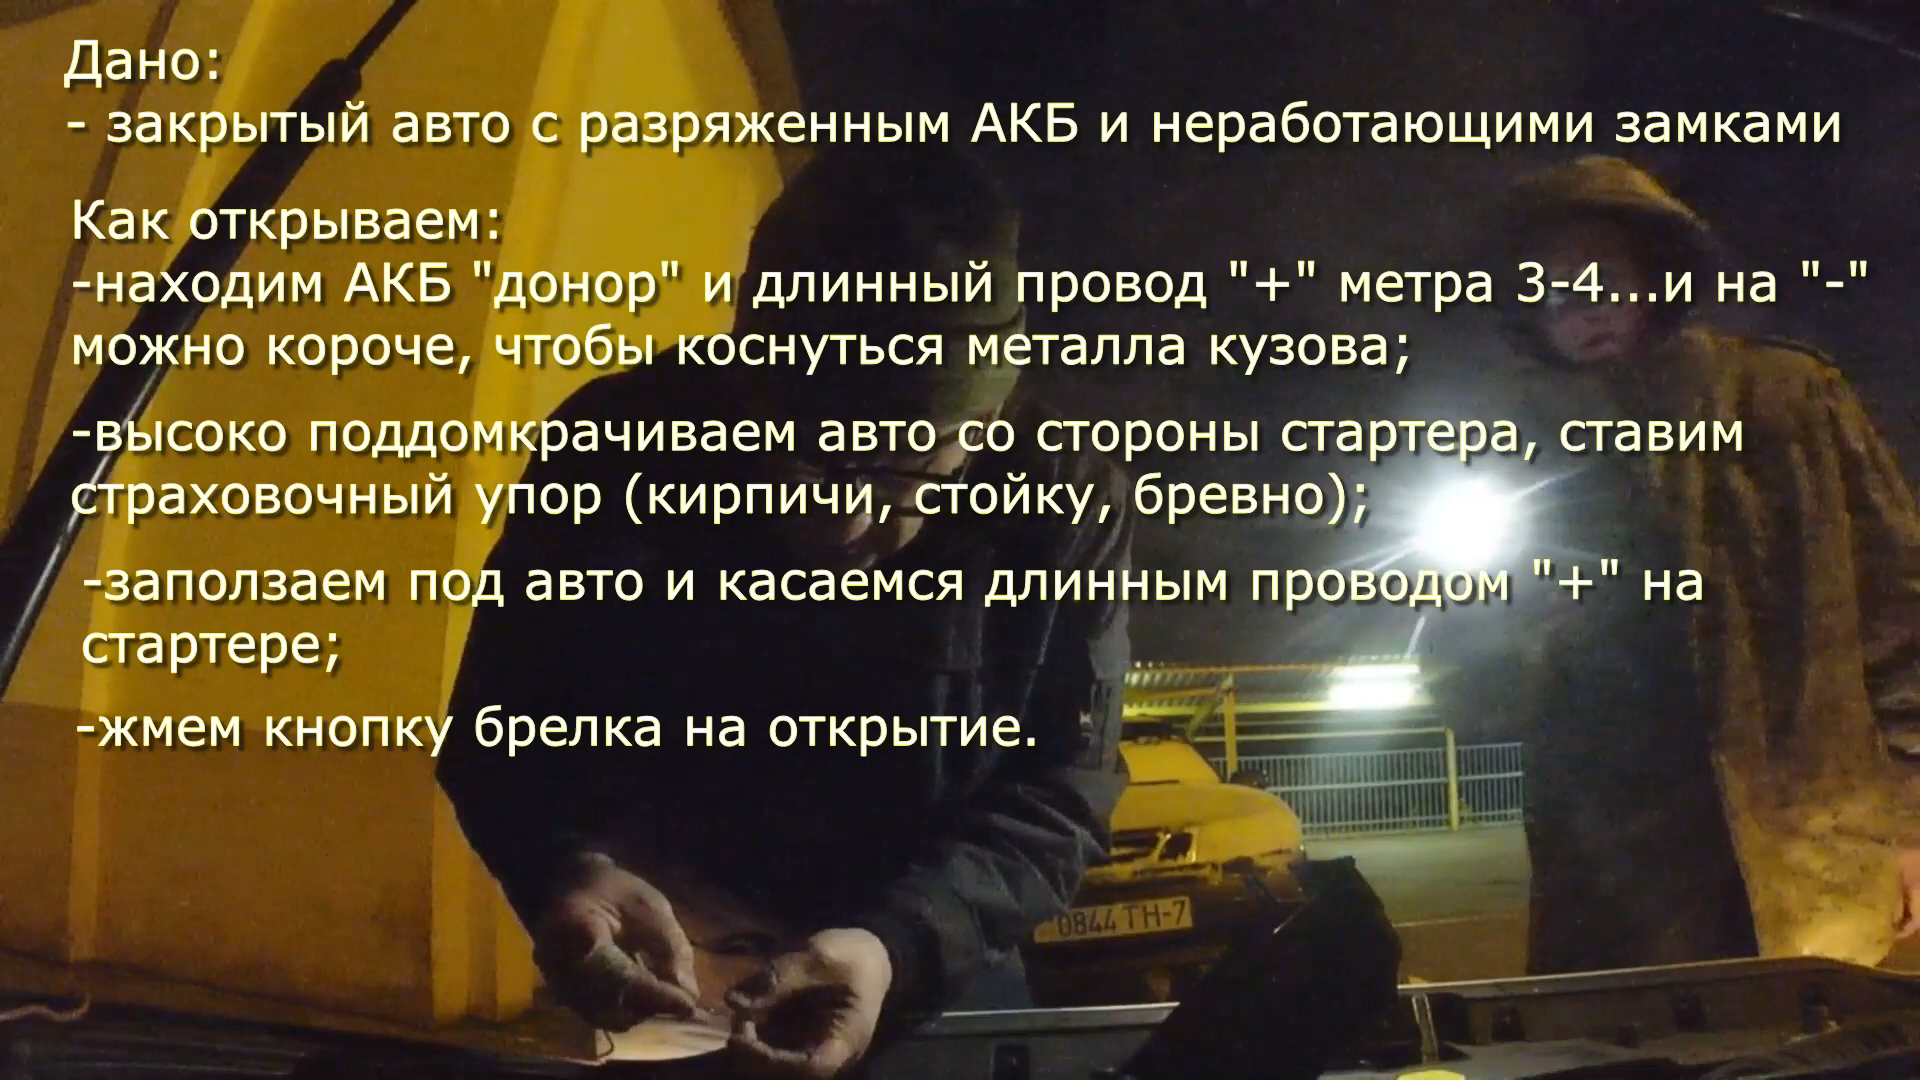 Дано:
- закрытый авто с разряженным АКБ и неработающими замками
Как открываем:
-находим АКБ "донор" и длинный провод "+" метра 3-4...и на "-"
можно короче, чтобы коснуться металла кузова;
-высоко поддомкрачиваем авто со стороны стартера, ставим
страховочный упор (кирпичи, стойку, бревно);
-заползаем под авто и касаемся длинным проводом "+" на
стартере;
-жмем кнопку брелка на открытие.
0844 TH-7